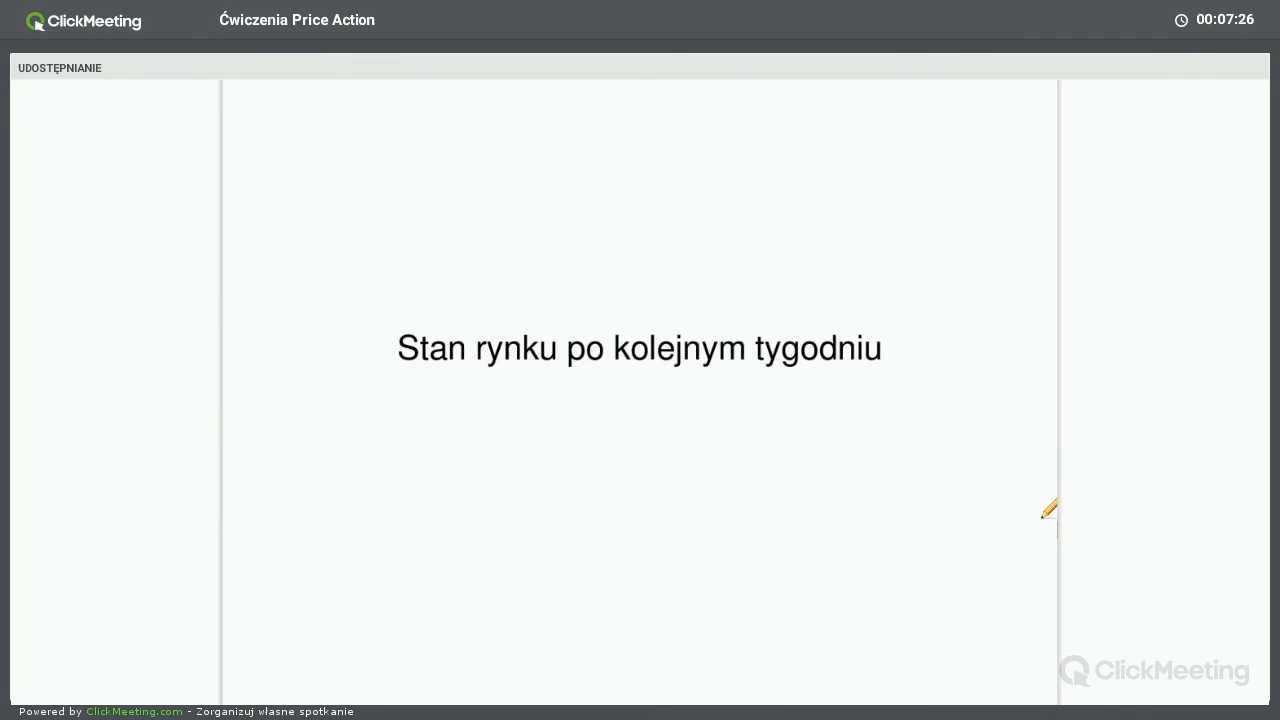 ClickMeeting
Ćwiczenia Price Action
00:07:26
UDOSTĘPNIANIE
Stan rynku po kolejnym tygodniu
ClickMeeting
Powered by ClickMeeting.com - Zorganizuj własne spotkanie